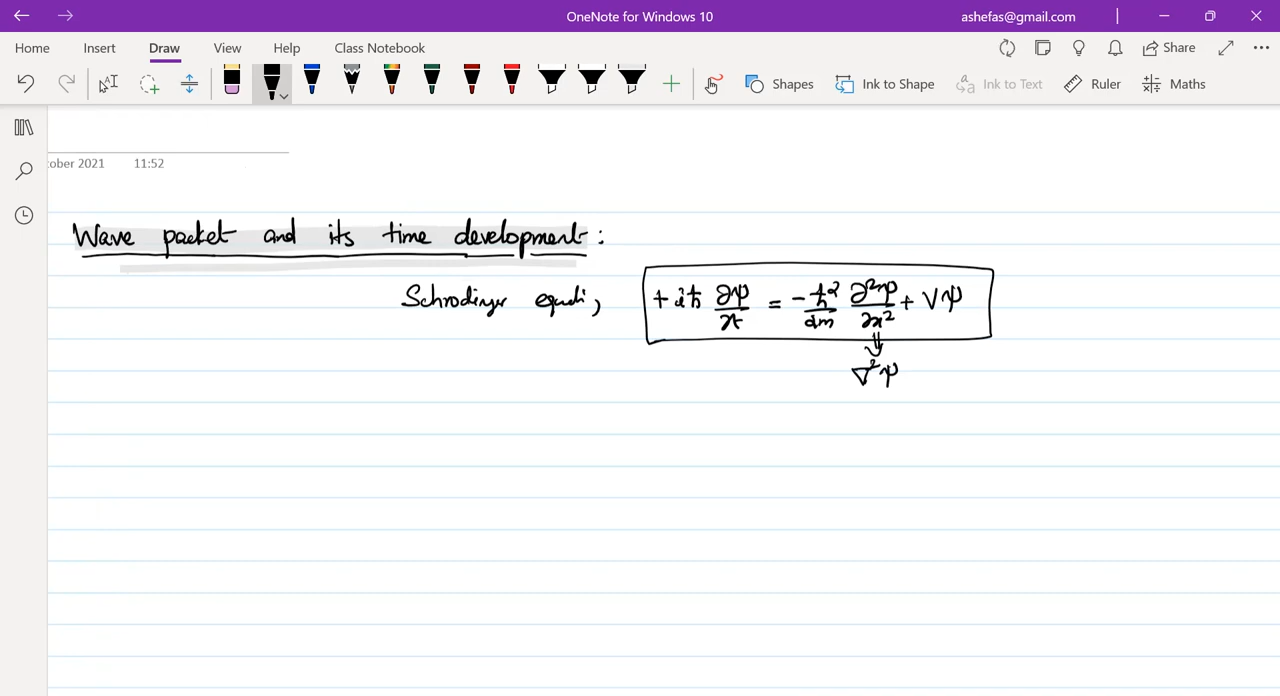 OneNote for Windows 10
ashefas@gmail.com
Home Insert Draw View Help Class Notebook
Share
Shapes Ink to Shape Ink to Text Ruler Maths
tober 2021 11:52
Wave packet and its time development:
Schrodinger equati, +iħ ∂ψ/∂t = -ħ²/2m ∂²ψ/∂x² + Vψ
⇓
∇²ψ